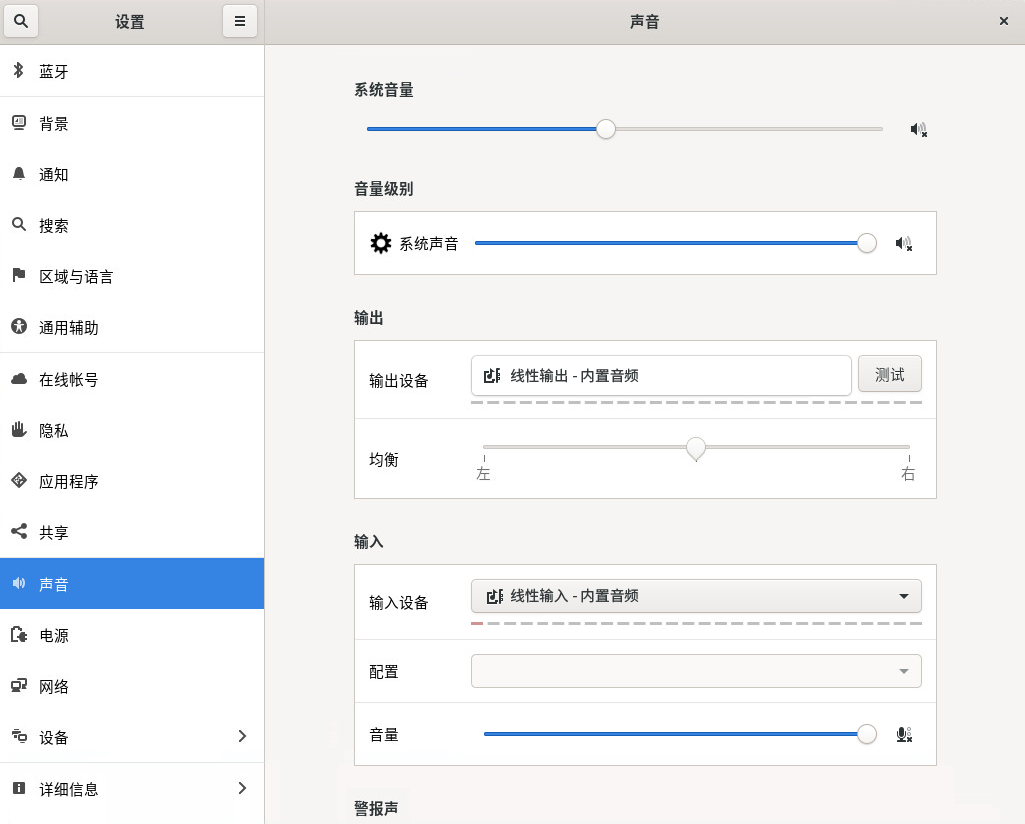 设置
声音
蓝牙
背景
通知
搜索
区域与语言
通用辅助
在线帐号
隐私
应用程序
共享
声音
电源
网络
设备
详细信息
系统音量
音量级别
系统声音
输出
输出设备
线性输出 - 内置音频
测试
均衡
左
右
输入
输入设备
线性输入 - 内置音频
配置
音量
警报声